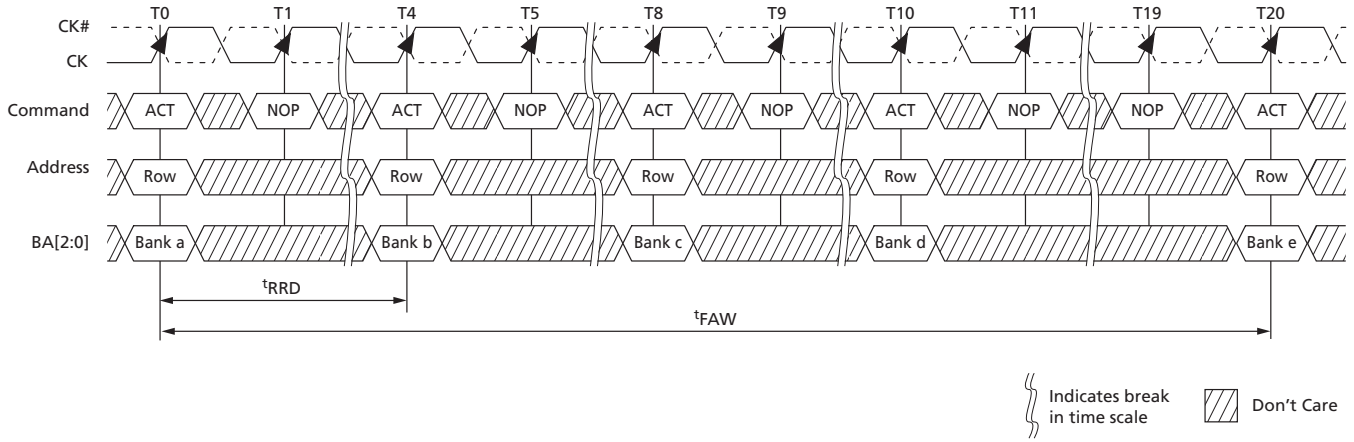 T0 T1 T4 T5 T8 T9 T10 T11 T19 T20
CK#
CK
Command ACT NOP ACT NOP ACT NOP ACT NOP NOP ACT
Address Row Row Row Row Row
BA[2:0] Bank a Bank b Bank c Bank d Bank e
tRRD
tFAW
Indicates break
in time scale
Don't Care